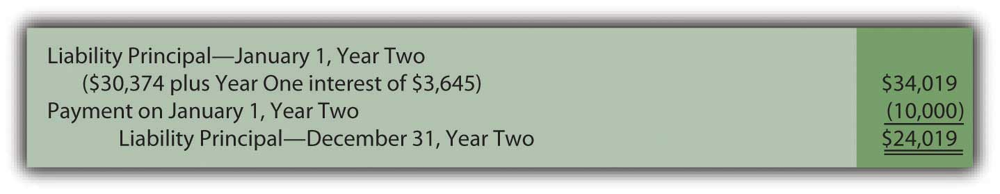 Liability Principal—January 1, Year Two
($30,374 plus Year One interest of $3,645) $34,019
Payment on January 1, Year Two (10,000)
Liability Principal—December 31, Year Two $24,019